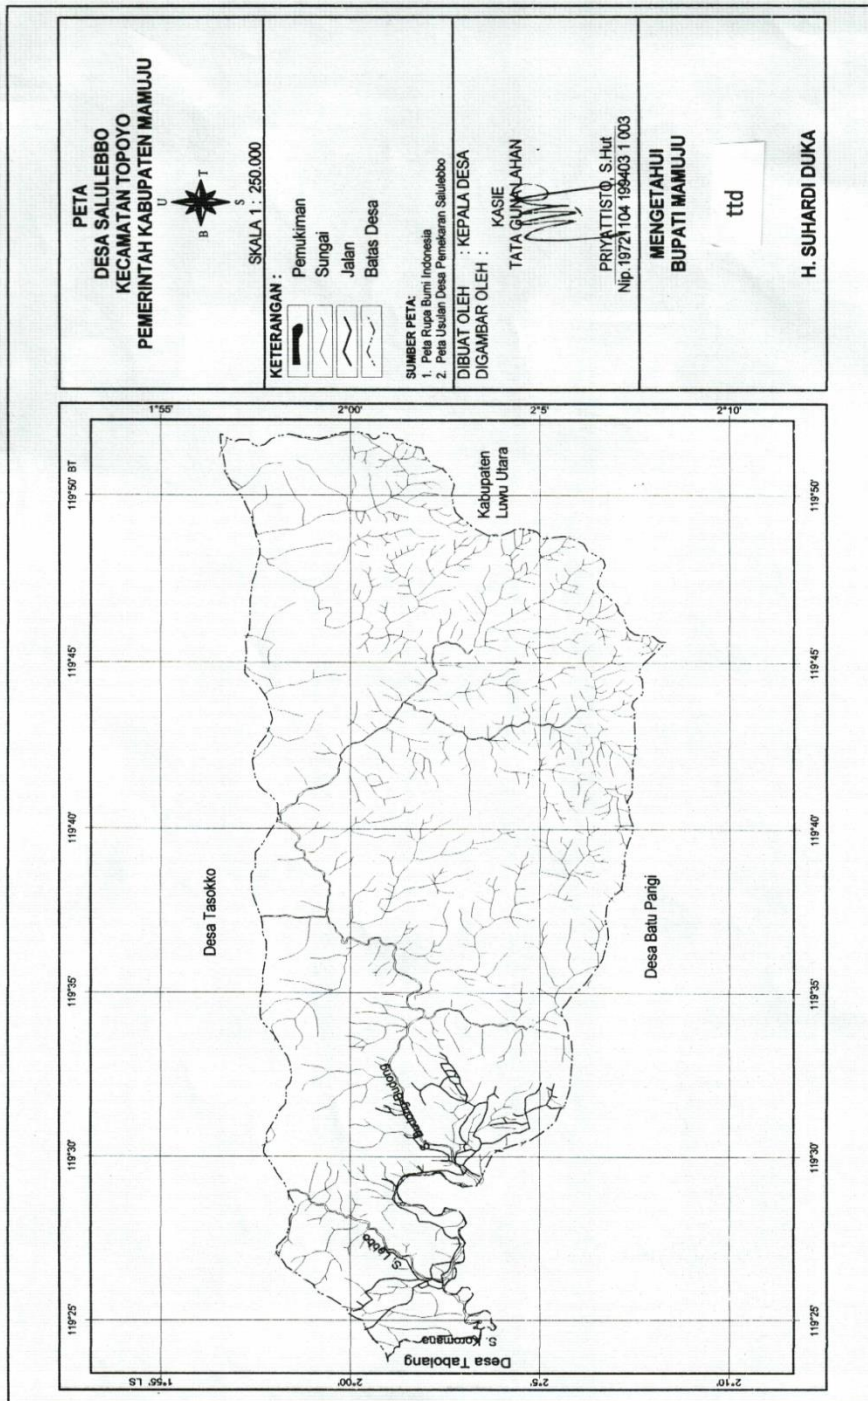 PETA
DESA SALULEBBO
KECAMATAN TOPOYO
PEMERINTAH KABUPATEN MAMUJU
U
B
T
S
SKALA 1 : 250.000
KETERANGAN :
Pemukiman
Sungai
Jalan
Batas Desa
SUMBER PETA:
1. Peta Rupa Bumi Indonesia
2. Peta Usulan Desa Pemekaran Salulebbo
DIBUAT OLEH : KEPALA DESA
DIGAMBAR OLEH :
KASIE
TATA GUNA LAHAN
PRIYATTISTO, S.Hut
Nip. 19721104 199403 1 003
MENGETAHUI
BUPATI MAMUJU
ttd
H. SUHARDI DUKA
119°25'
119°30'
119°35'
119°40'
119°45'
119°50' BT
1°55' LS
1°55'
2°00'
2°00'
2°5'
2°5'
2°10'
2°10'
Desa Tasokko
Kabupaten
Luwu Utara
Desa Batu Parigi
Desa Tabolang
S. Lebbo
S. Budong-Budong
S. Koromana
119°25'
119°30'
119°35'
119°40'
119°45'
119°50'